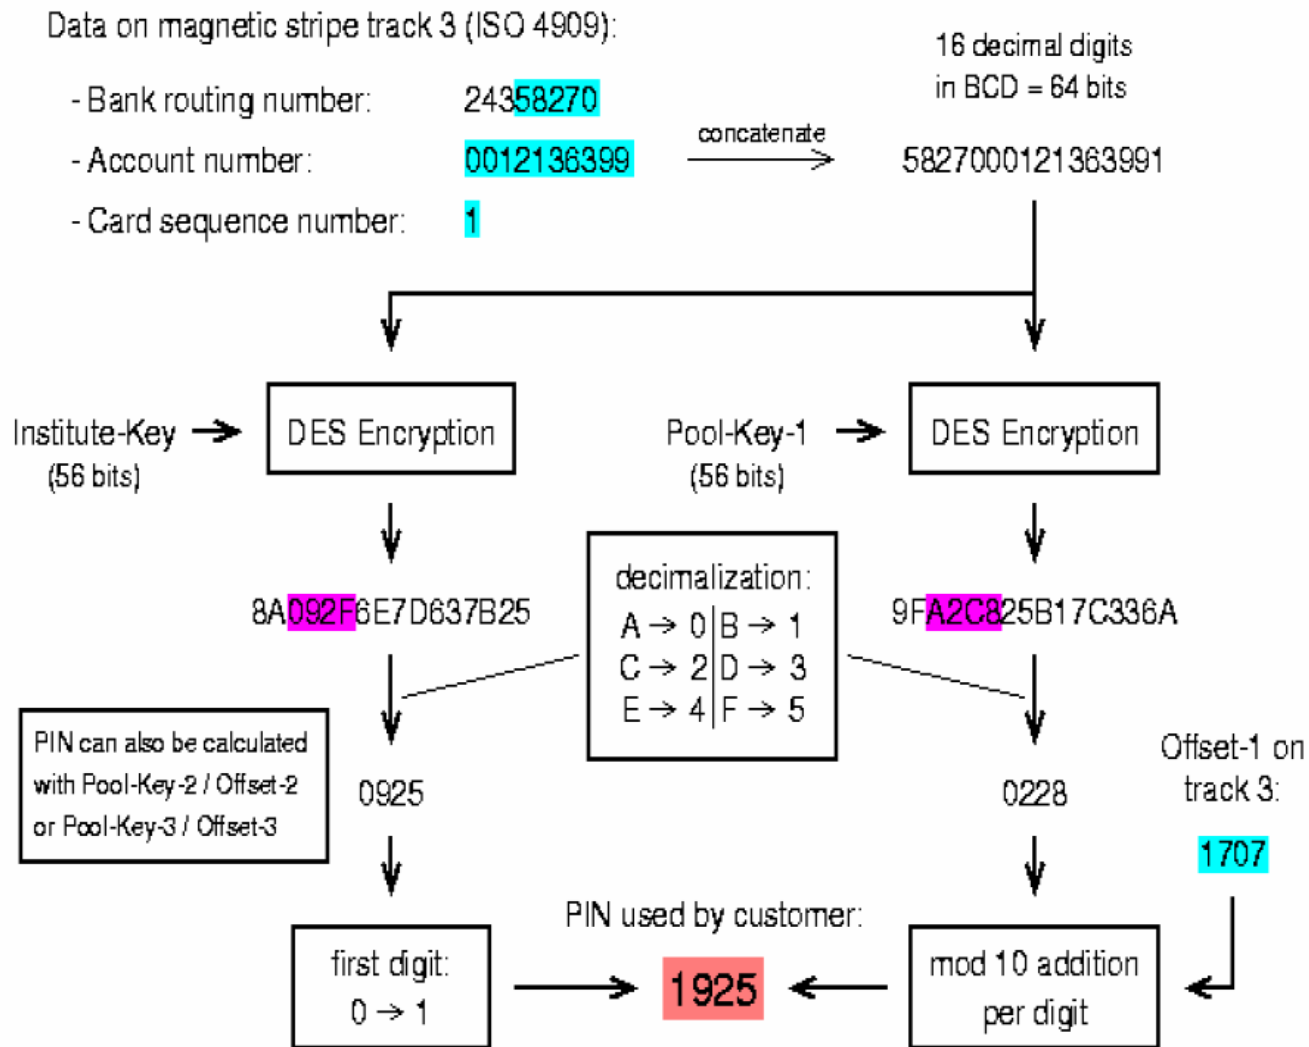 Data on magnetic stripe track 3 (ISO 4909):
16 decimal digits
in BCD = 64 bits
- Bank routing number: 24358270
- Account number: 0012136399
concatenate
5827000121363991
- Card sequence number: 1
Institute-Key
(56 bits)
DES Encryption
Pool-Key-1
(56 bits)
DES Encryption
decimalization:
A → 0 | B → 1
C → 2 | D → 3
E → 4 | F → 5
8A092F6E7D637B25
9FA2C825B17C336A
PIN can also be calculated
with Pool-Key-2 / Offset-2
or Pool-Key-3 / Offset-3
0925
0228
Offset-1 on
track 3:
1707
first digit:
0 → 1
PIN used by customer:
1925
mod 10 addition
per digit